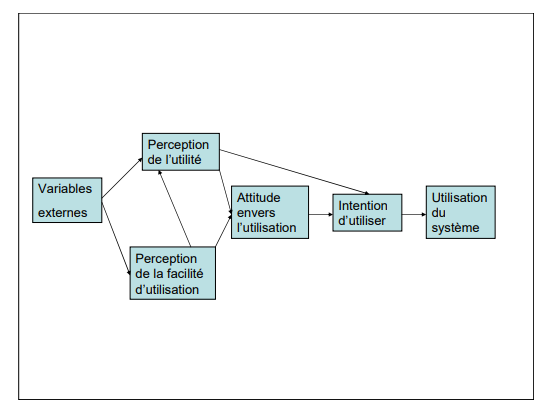 Perception
de l'utilité
Variables
externes
Perception
de la facilité
d'utilisation
Attitude
envers
l'utilisation
Intention
d'utiliser
Utilisation
du
système